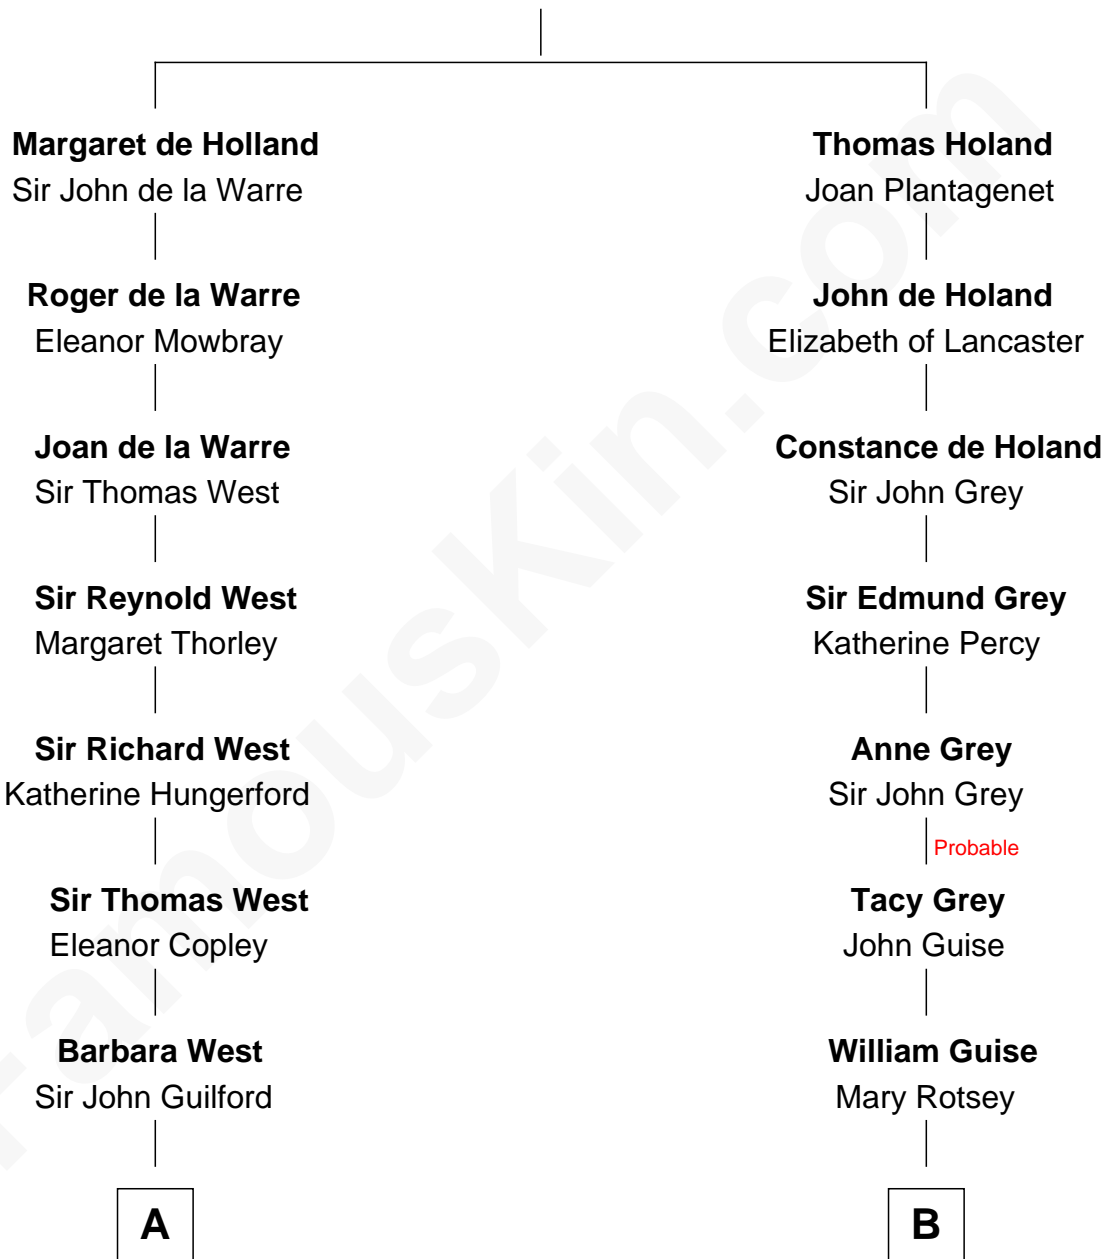 Margaret de Holland
Sir John de la Warre
Thomas Holand
Joan Plantagenet
Roger de la Warre
Eleanor Mowbray
John de Holand
Elizabeth of Lancaster
Joan de la Warre
Sir Thomas West
Constance de Holand
Sir John Grey
Sir Reynold West
Margaret Thorley
Sir Edmund Grey
Katherine Percy
Sir Richard West
Katherine Hungerford
Anne Grey
Sir John Grey
Probable
Sir Thomas West
Eleanor Copley
Tacy Grey
John Guise
Barbara West
Sir John Guilford
William Guise
Mary Rotsey
A
B
FamousKin.com